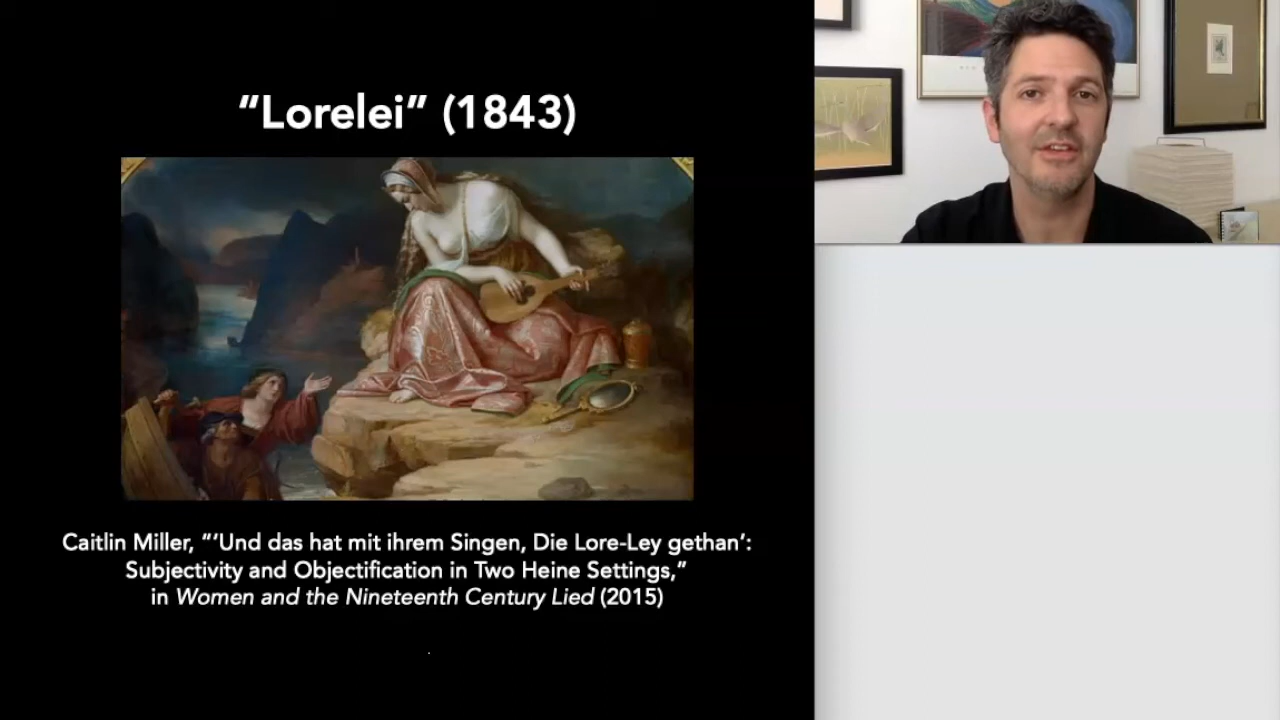 “Lorelei” (1843)
Caitlin Miller, “‘Und das hat mit ihrem Singen, Die Lore-Ley gethan’:
Subjectivity and Objectification in Two Heine Settings,”
in Women and the Nineteenth Century Lied (2015)